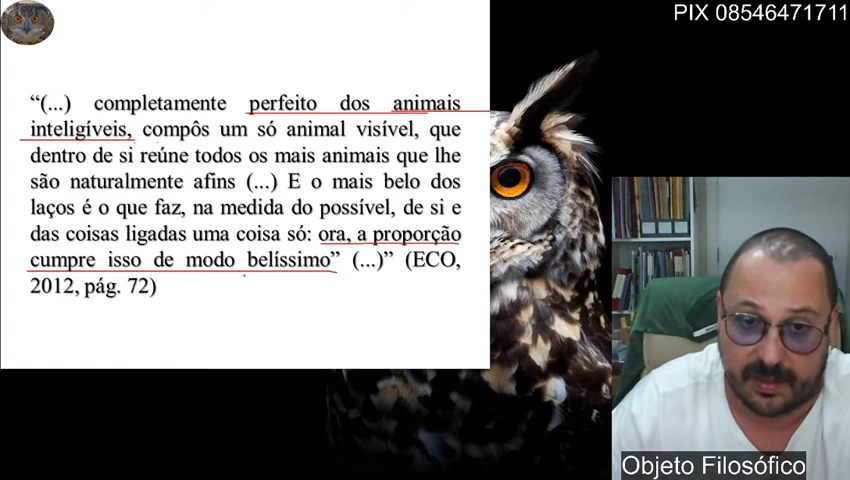 PIX 08546471711
“(...) completamente perfeito dos animais
inteligíveis, compôs um só animal visível, que
dentro de si reúne todos os mais animais que lhe
são naturalmente afins (...) E o mais belo dos
laços é o que faz, na medida do possível, de si e
das coisas ligadas uma coisa só: ora, a proporção
cumpre isso de modo belíssimo” (...)” (ECO,
2012, pág. 72)
Objeto Filosófico